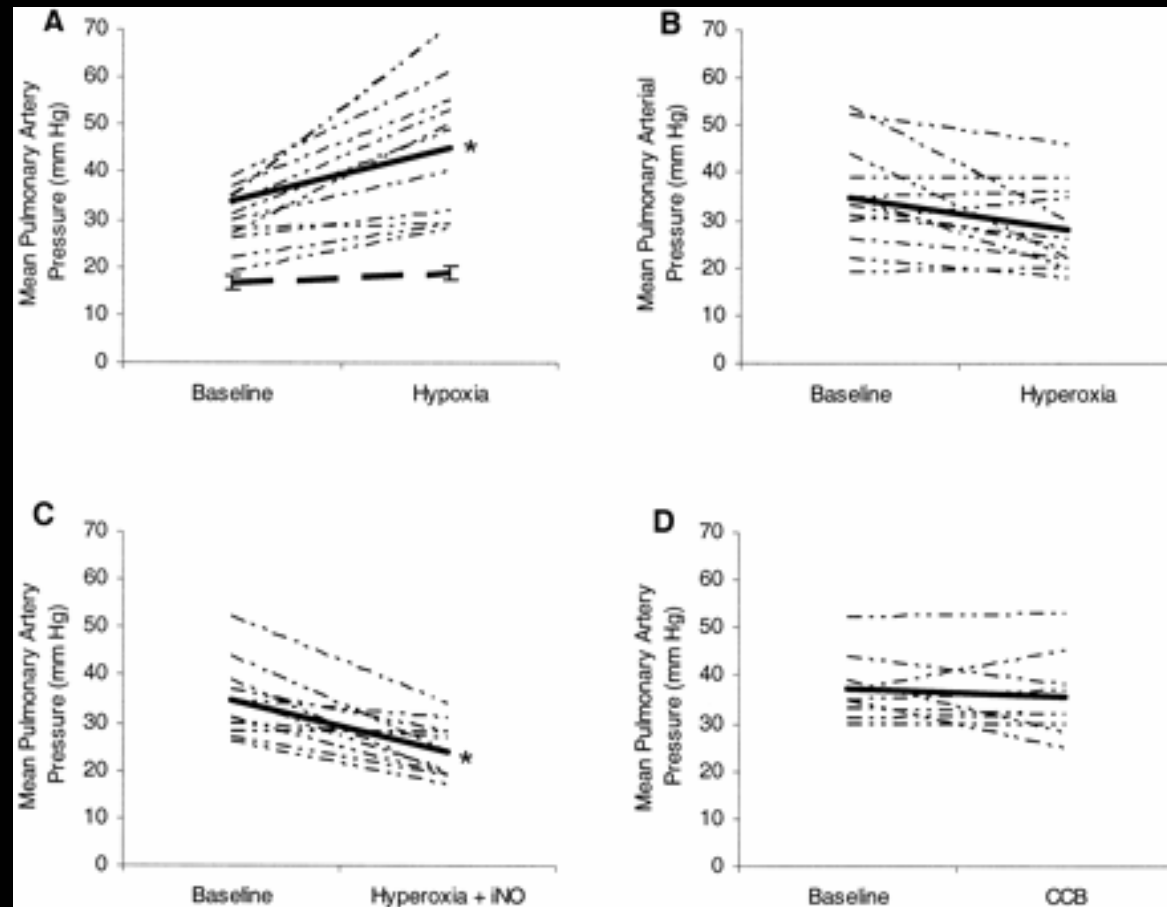 A
Mean Pulmonary Artery
Pressure (mm Hg)
70
60
50
40
30
20
10
0
*
Baseline
Hypoxia
B
Mean Pulmonary Arterial
Pressure (mm Hg)
70
60
50
40
30
20
10
0
Baseline
Hyperoxia
C
Mean Pulmonary Artery
Pressure (mm Hg)
70
60
50
40
30
20
10
0
*
Baseline
Hyperoxia + iNO
D
Mean Pulmonary Artery
Pressure (mm Hg)
70
60
50
40
30
20
10
0
Baseline
CCB